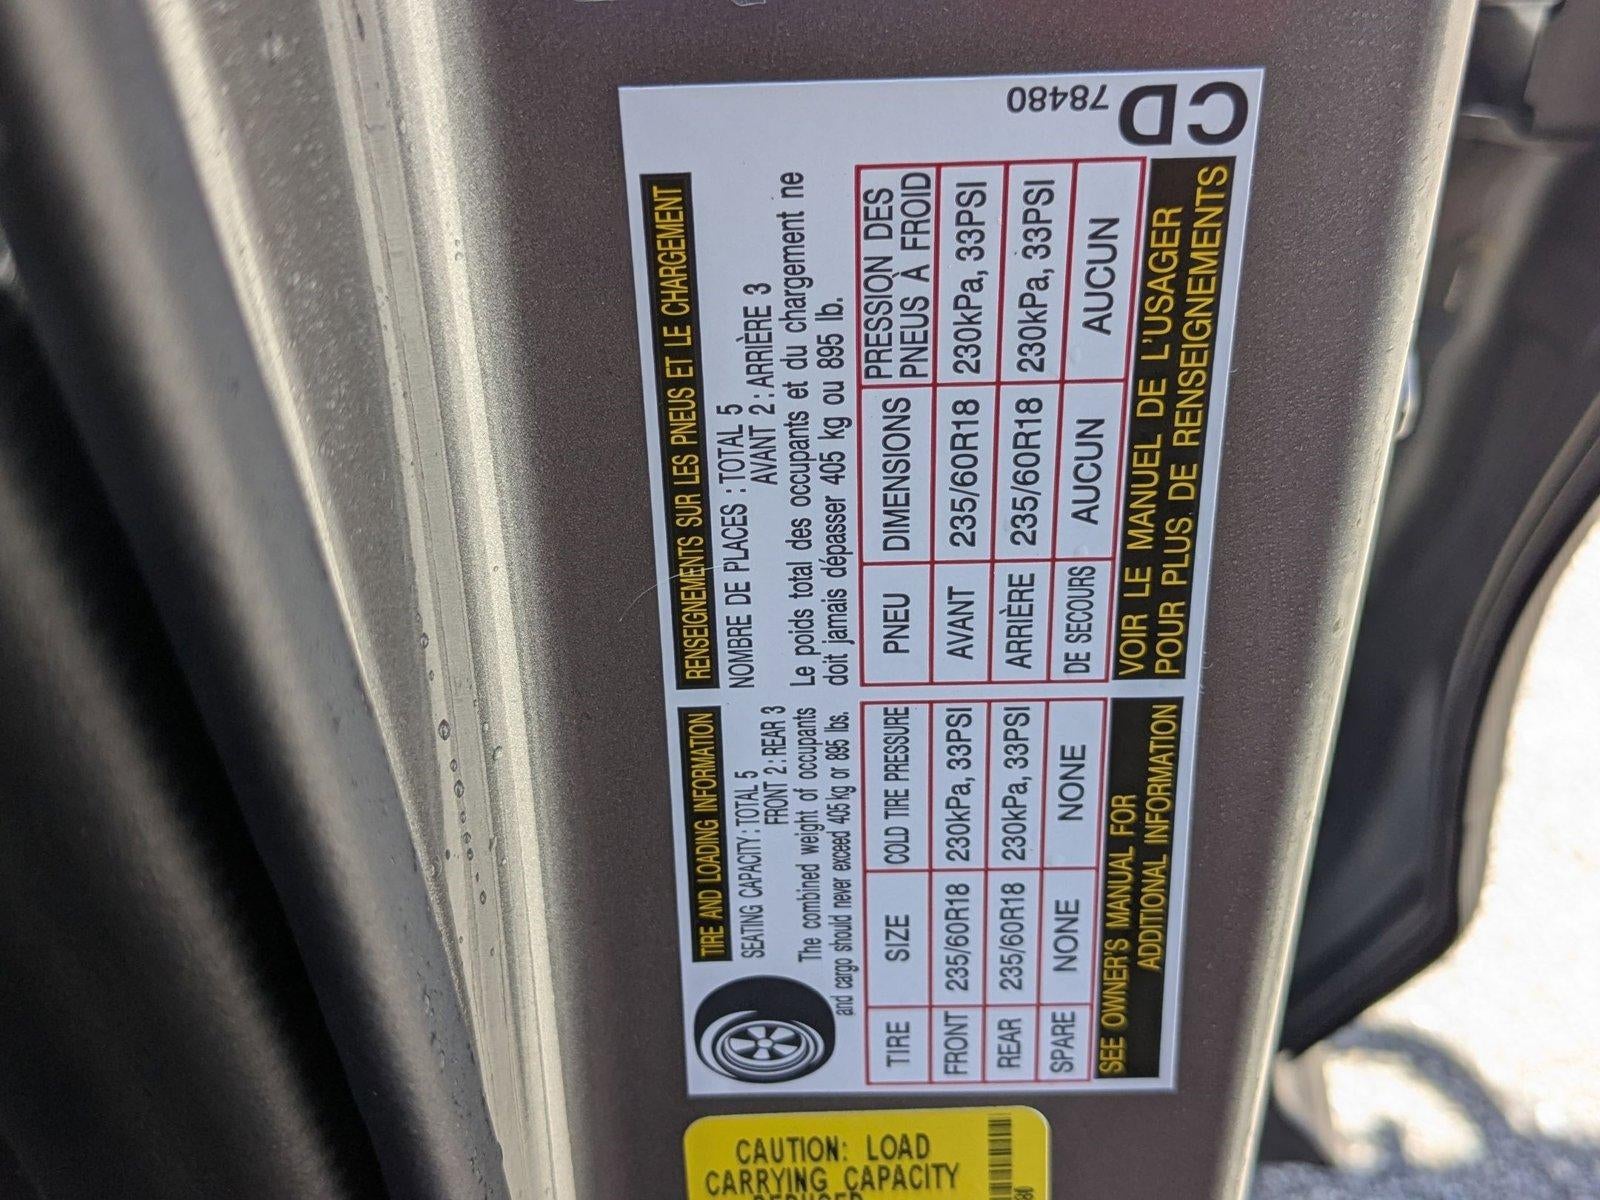 TIRE AND LOADING INFORMATION
SEATING CAPACITY : TOTAL 5
FRONT 2 : REAR 3
The combined weight of occupants
and cargo should never exceed 405 kg or 895 lbs.
TIRE SIZE COLD TIRE PRESSURE
FRONT 235/60R18 230kPa, 33PSI
REAR 235/60R18 230kPa, 33PSI
SPARE NONE NONE
SEE OWNER'S MANUAL FOR
ADDITIONAL INFORMATION
RENSEIGNEMENTS SUR LES PNEUS ET LE CHARGEMENT
NOMBRE DE PLACES : TOTAL 5
AVANT 2 : ARRIÈRE 3
Le poids total des occupants et du chargement ne
doit jamais dépasser 405 kg ou 895 lb.
PNEU DIMENSIONS PRESSION DES
PNEUS À FROID
AVANT 235/60R18 230kPa, 33PSI
ARRIÈRE 235/60R18 230kPa, 33PSI
DE SECOURS AUCUN AUCUN
VOIR LE MANUEL DE L'USAGER
POUR PLUS DE RENSEIGNEMENTS
78480
CD
CAUTION: LOAD
CARRYING CAPACITY